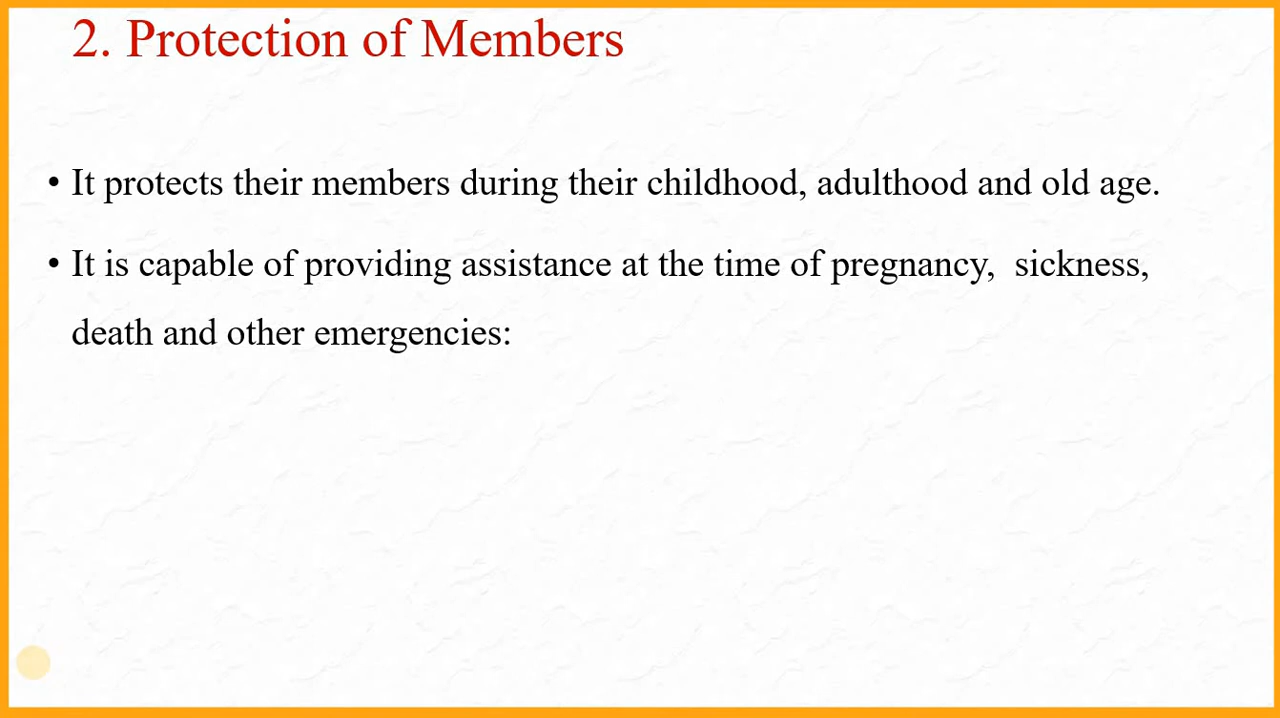 2. Protection of Members
• It protects their members during their childhood, adulthood and old age.
• It is capable of providing assistance at the time of pregnancy,  sickness,
death and other emergencies: